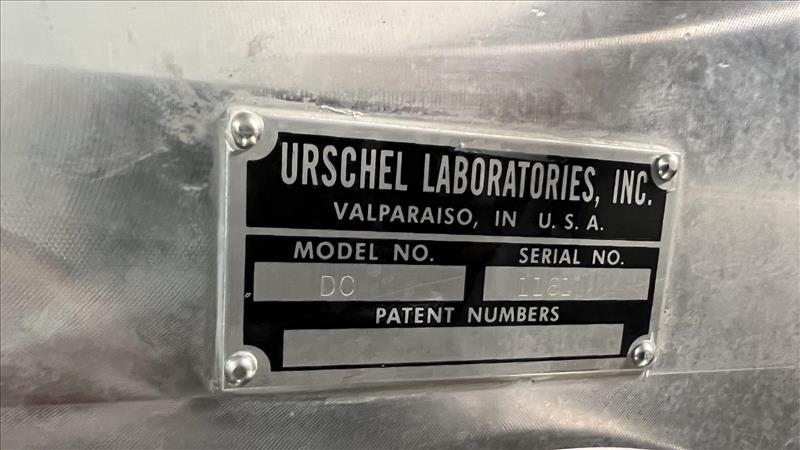 URSCHEL LABORATORIES, INC.
VALPARAISO, IN U. S. A.
MODEL NO. SERIAL NO.
DC
PATENT NUMBERS